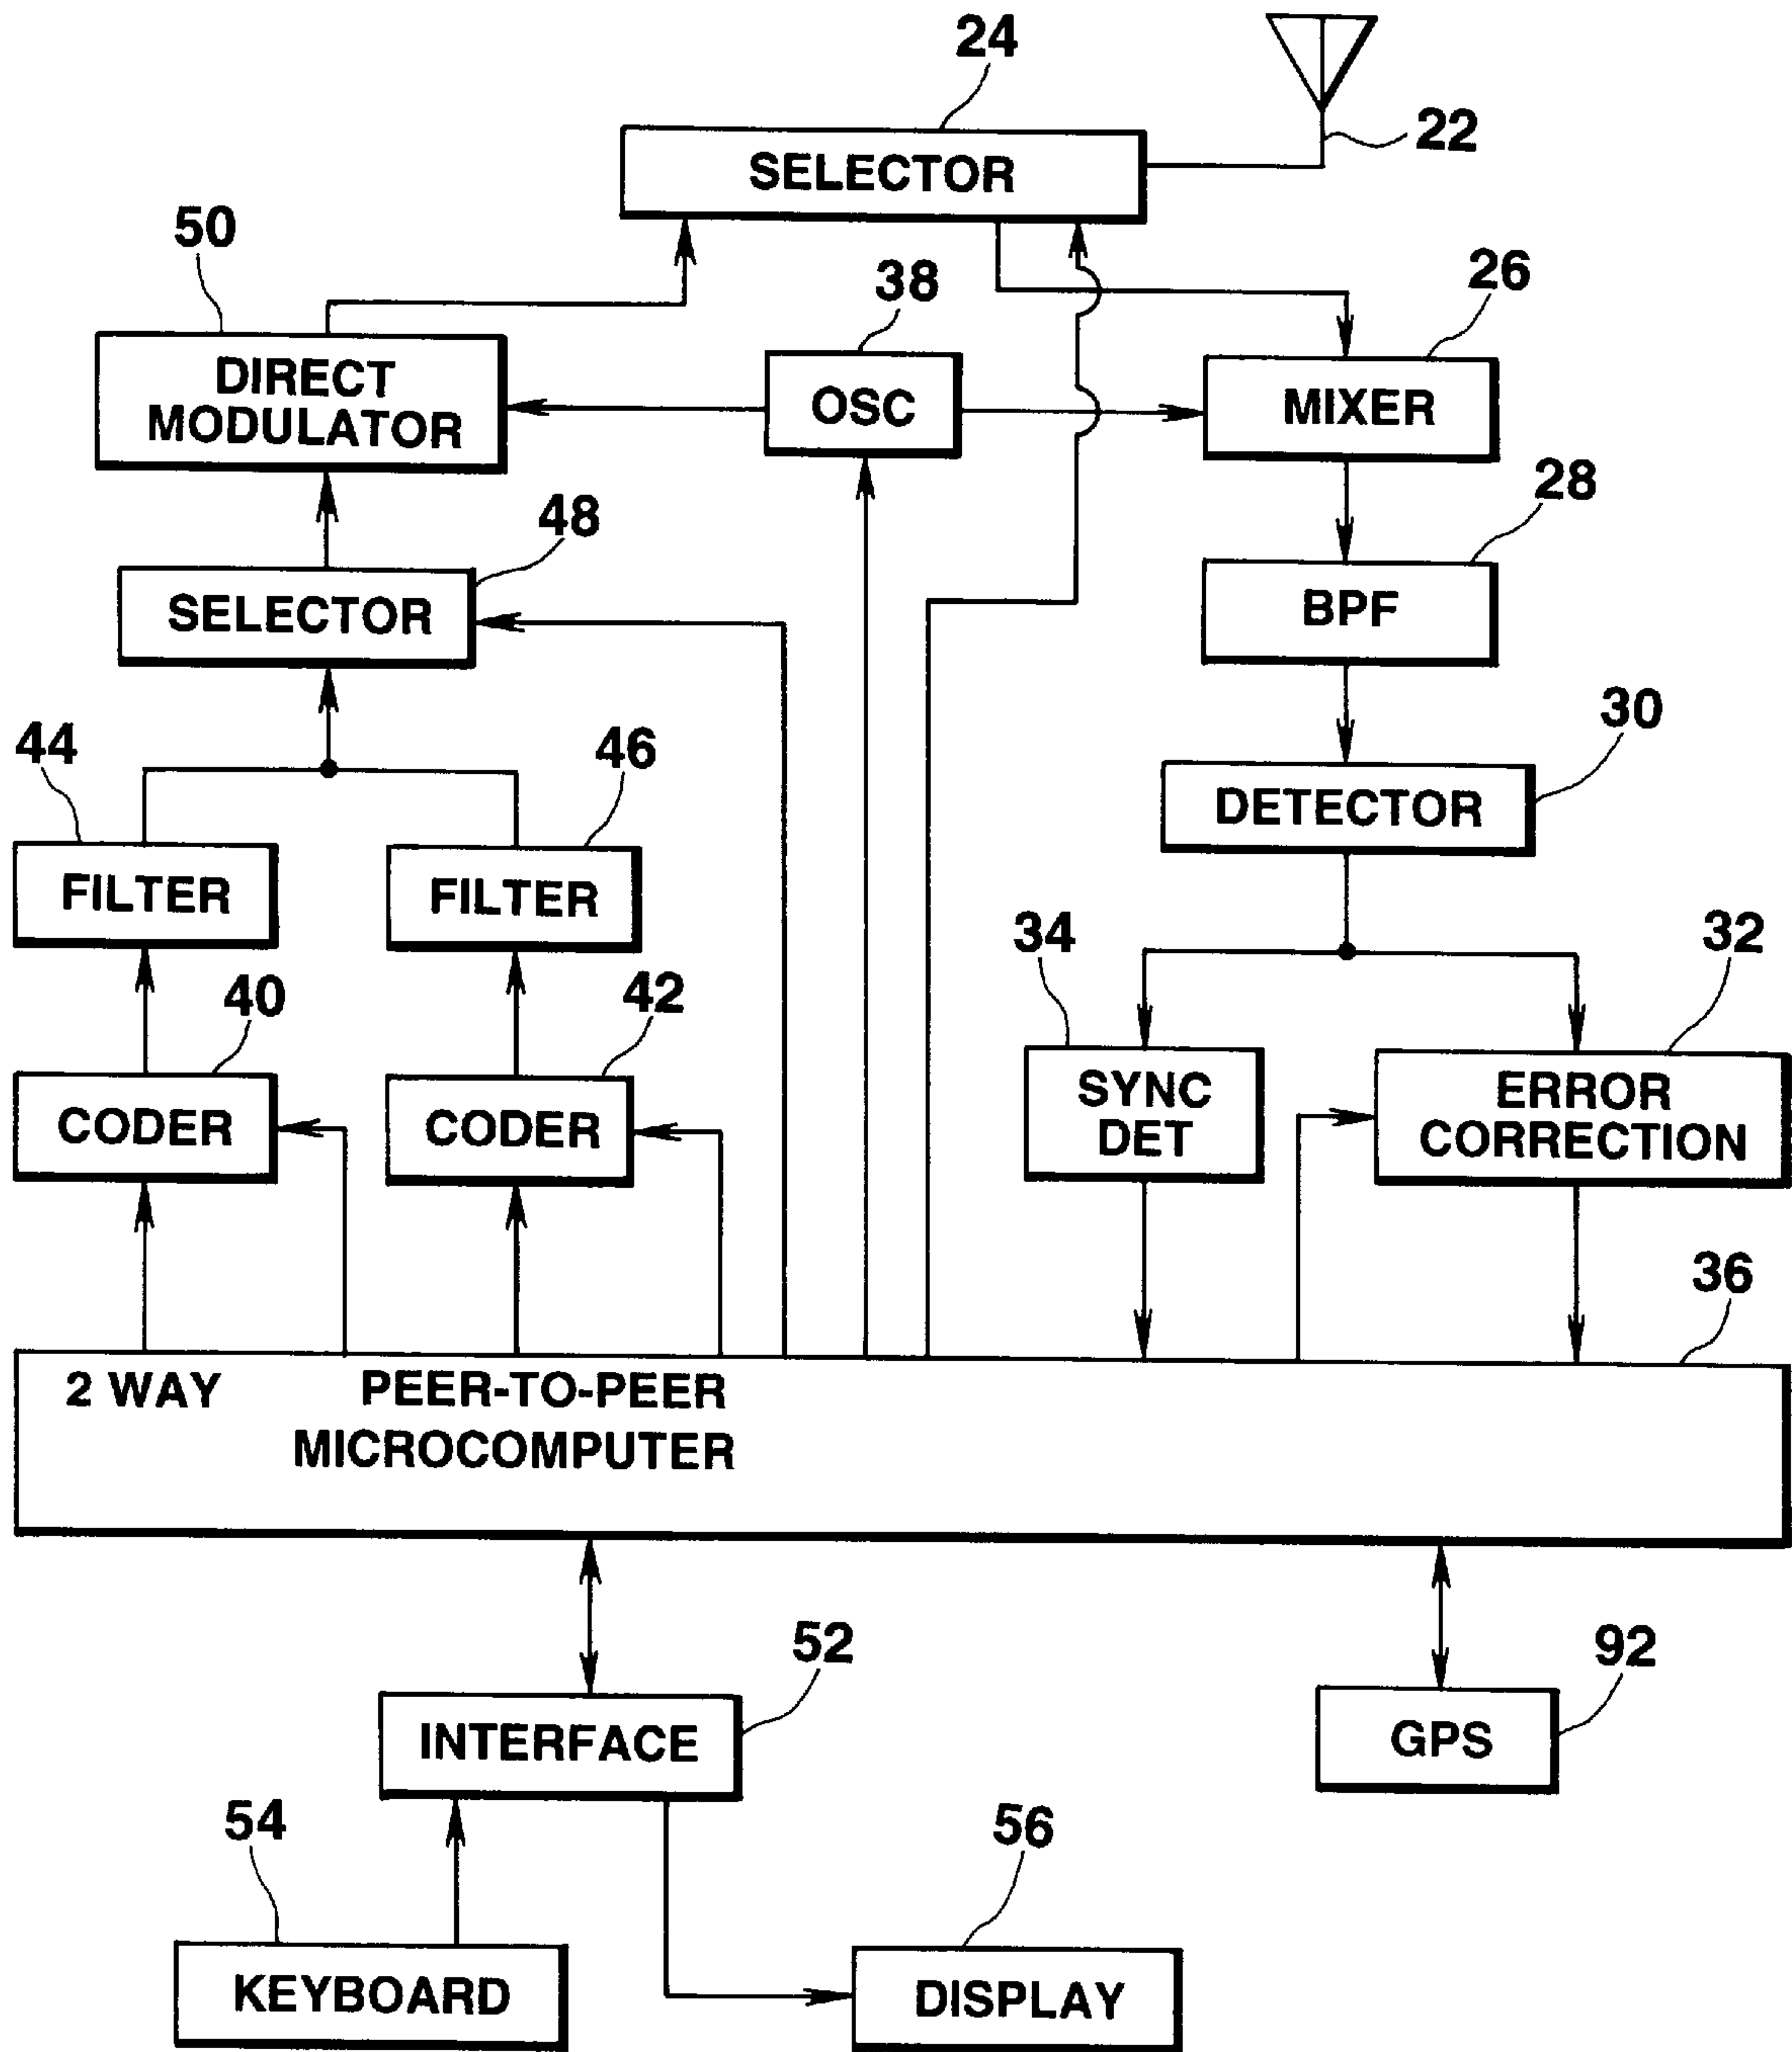 24
22
SELECTOR
50
38
26
DIRECT
MODULATOR
OSC
MIXER
28
48
SELECTOR
BPF
30
44
46
DETECTOR
FILTER
FILTER
34
32
40
42
CODER
CODER
SYNC
DET
ERROR
CORRECTION
36
2 WAY PEER-TO-PEER
MICROCOMPUTER
52
92
INTERFACE
GPS
54
56
KEYBOARD
DISPLAY